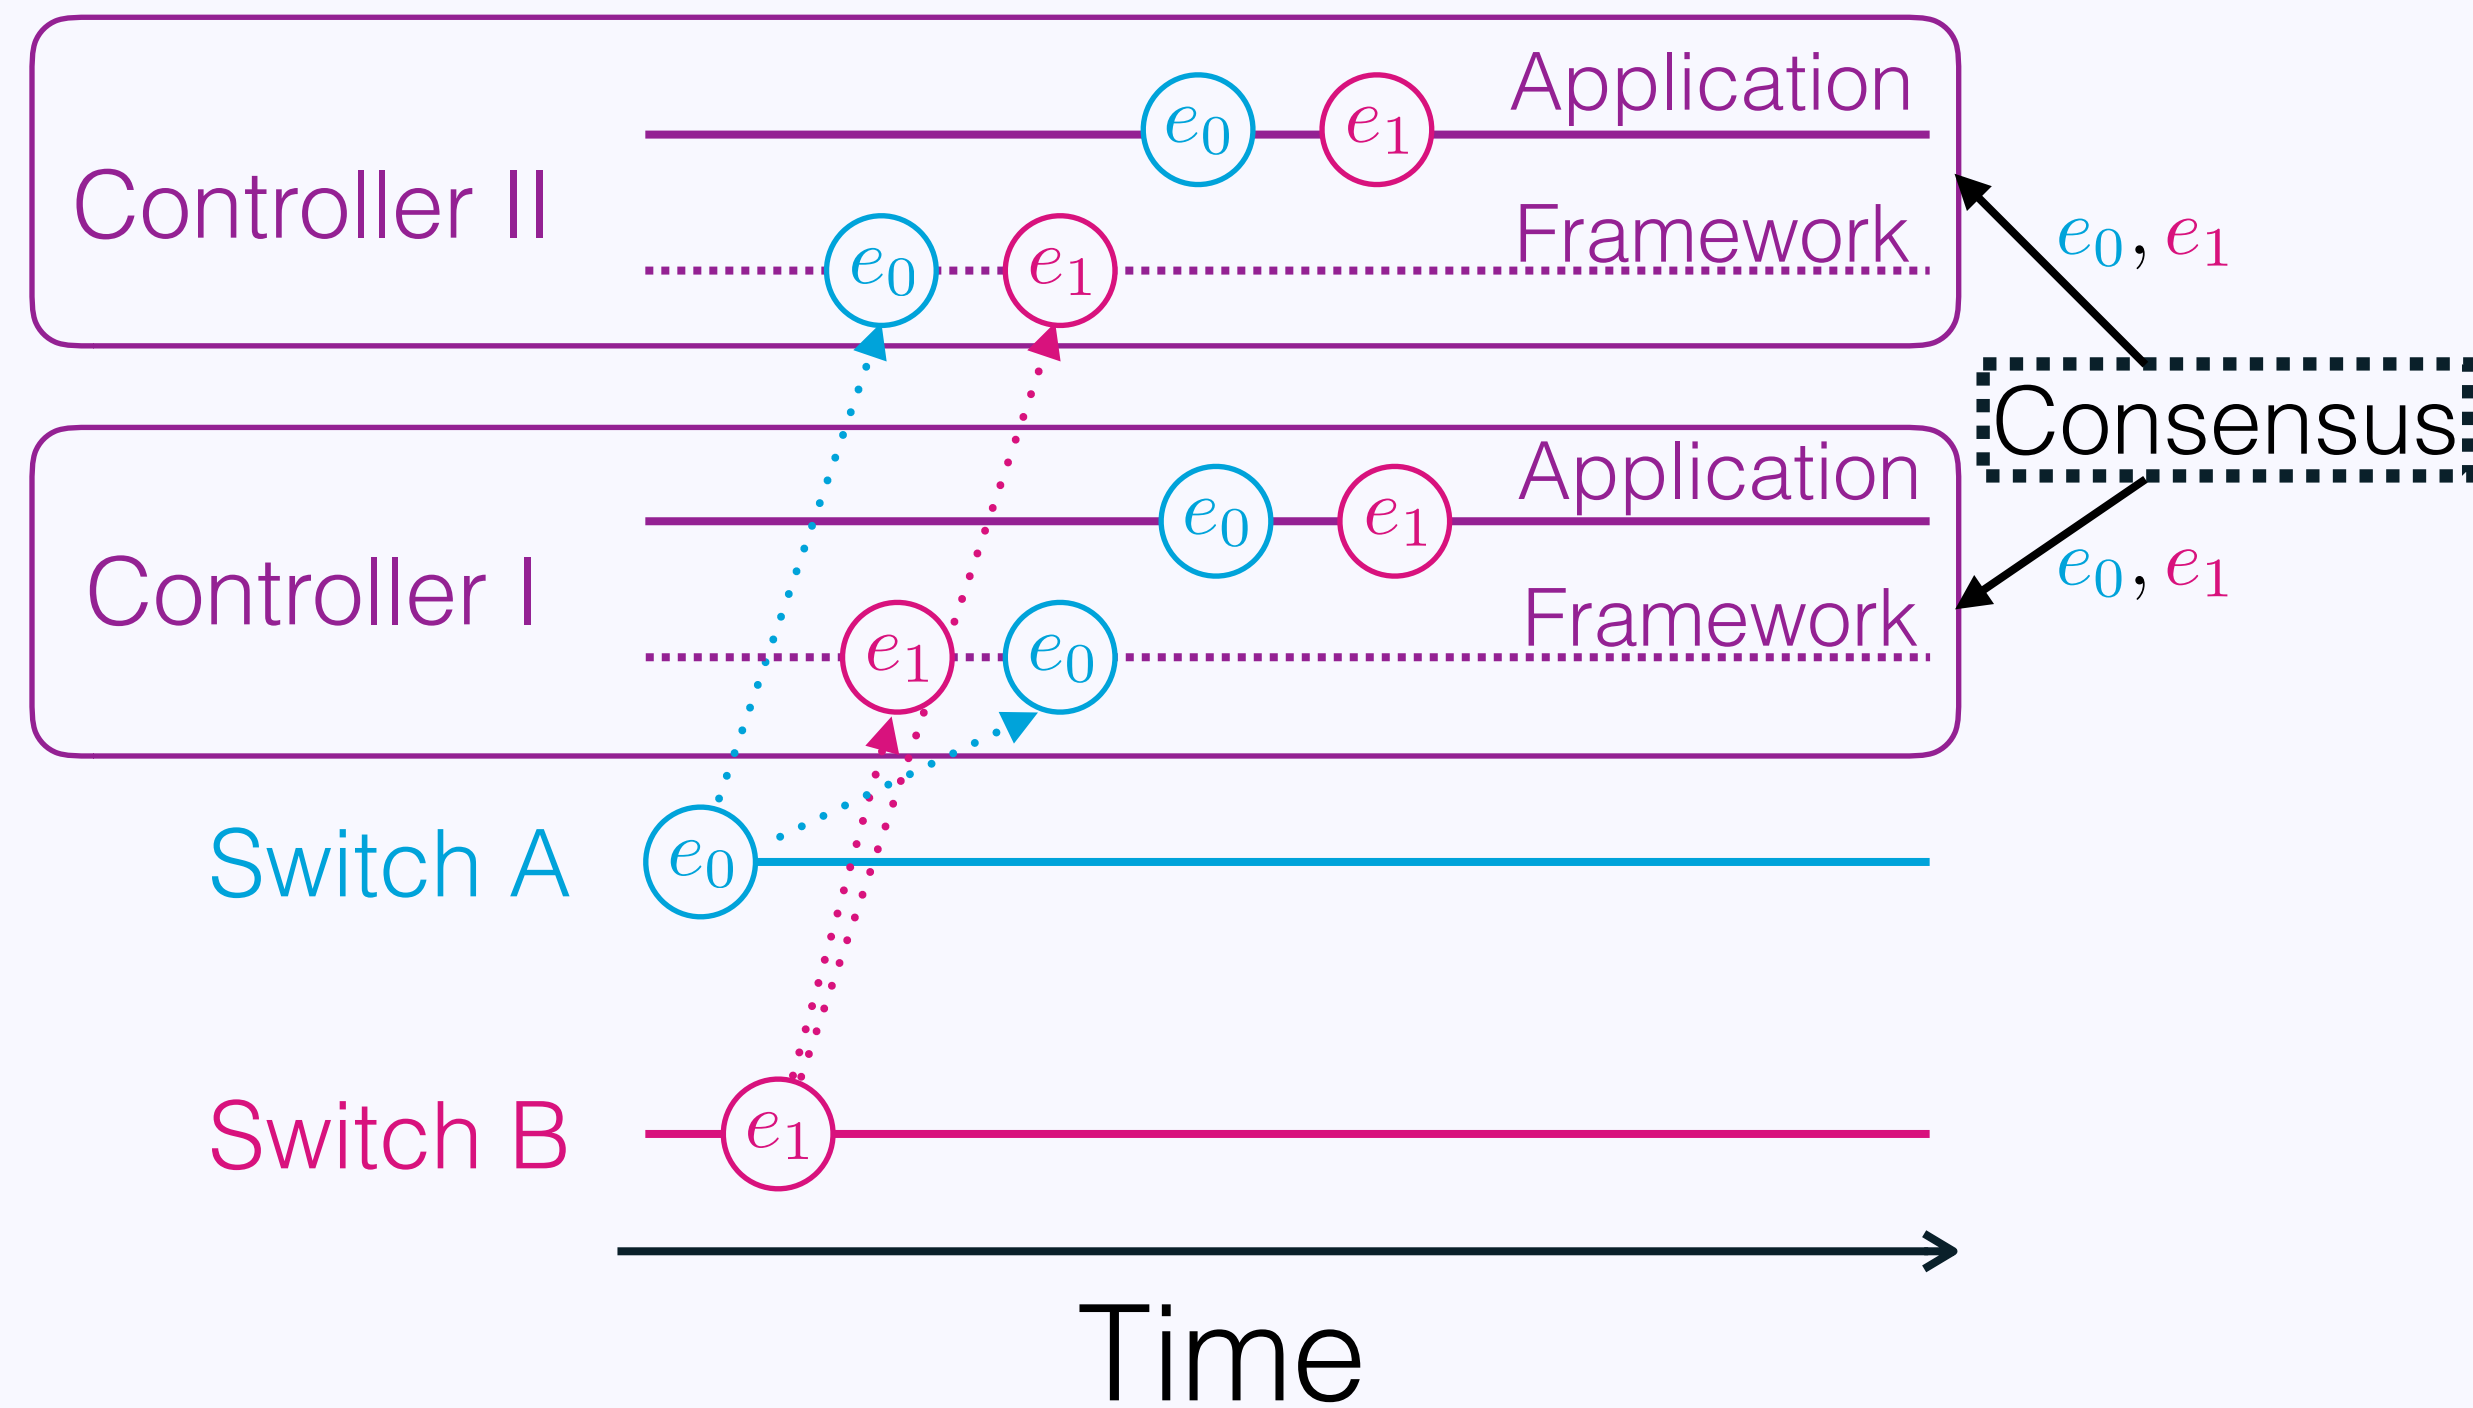 Application
e₀ e₁
Controller II
Framework
e₀ e₁
e₀, e₁
Consensus
Application
e₀ e₁
Controller I
Framework
e₁ e₀
e₀, e₁
Switch A e₀
Switch B e₁
Time